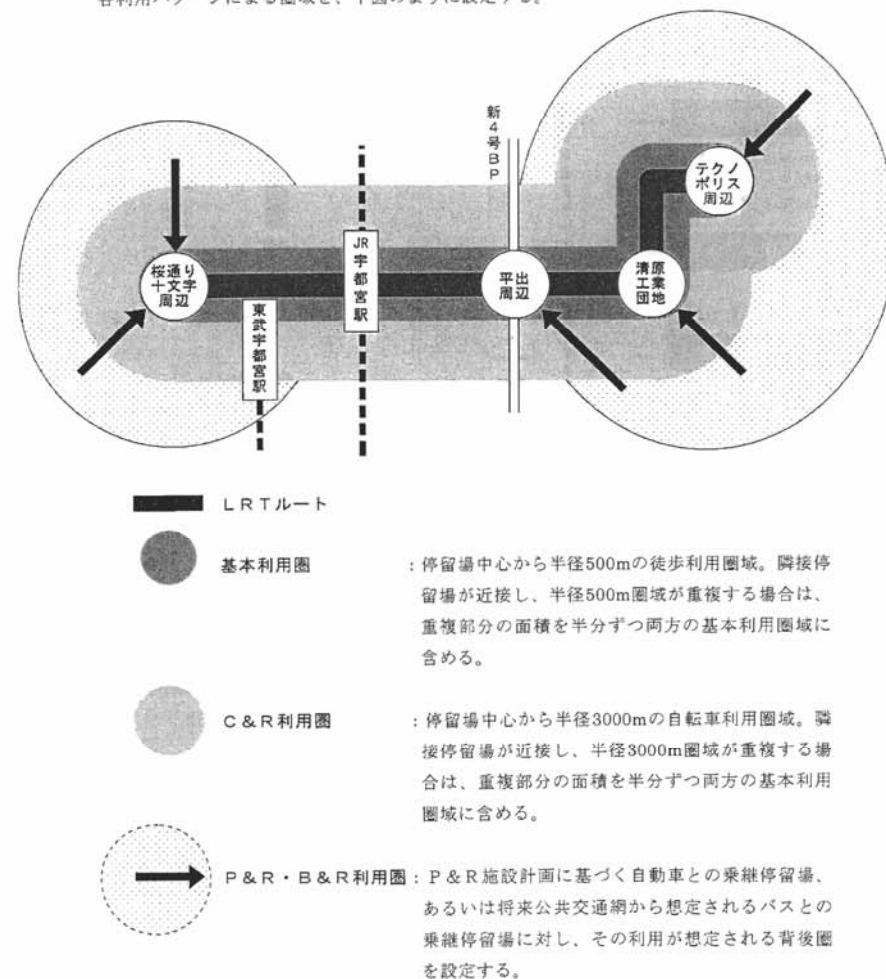 各利用パターンによる圏域を、下図のように設定する。
新4号BP
テクノ
ポリス
周辺
JR宇都宮駅
桜通り
十文字
周辺
平出
周辺
清原
工業
団地
東武宇都宮駅
LRTルート
基本利用圏
：停留場中心から半径500mの徒歩利用圏域。隣接停
留場が近接し、半径500m圏域が重複する場合は、
重複部分の面積を半分ずつ両方の基本利用圏域に
含める。
C&R利用圏
：停留場中心から半径3000mの自転車利用圏域。隣
接停留場が近接し、半径3000m圏域が重複する場
合は、重複部分の面積を半分ずつ両方の基本利用
圏域に含める。
P&R・B&R利用圏：P&R施設計画に基づく自動車との乗継停留場、
あるいは将来公共交通網から想定されるバスとの
乗継停留場に対し、その利用が想定される背後圏
を設定する。